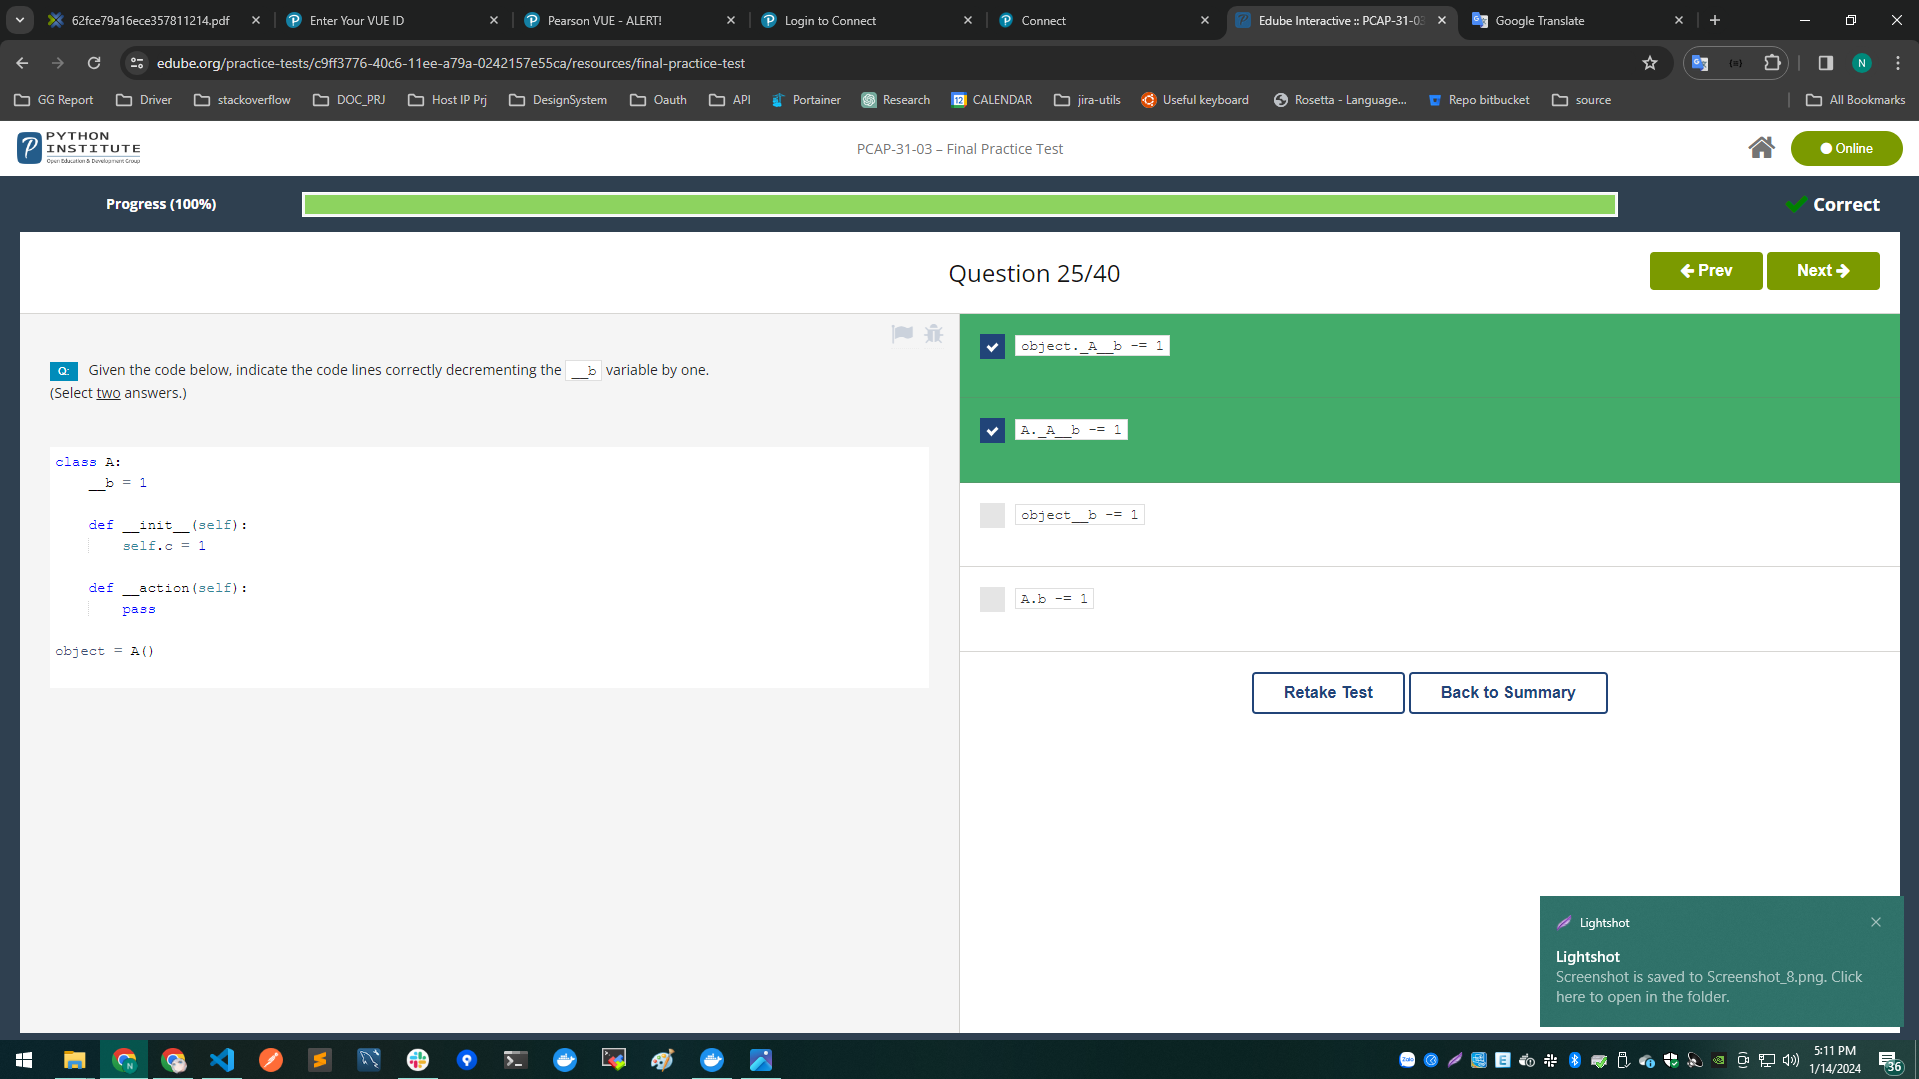 62fce79a16ece357811214.pdf
Enter Your VUE ID
Pearson VUE - ALERT!
Login to Connect
Connect
Edube Interactive :: PCAP-31-03
Google Translate
edube.org/practice-tests/c9ff3776-40c6-11ee-a79a-0242157e55ca/resources/final-practice-test
N
GG Report
Driver
stackoverflow
DOC_PRJ
Host IP Prj
DesignSystem
Oauth
API
Portainer
Research
CALENDAR
jira-utils
Useful keyboard
Rosetta - Language...
Repo bitbucket
source
All Bookmarks
PYTHON
INSTITUTE
Open Education & Development Group
PCAP-31-03 – Final Practice Test
Online
Progress (100%)
Correct
Question 25/40
Prev
Next
Q: Given the code below, indicate the code lines correctly decrementing the __b variable by one.
(Select two answers.)
class A:
    __b = 1
    def __init__(self):
        self.c = 1
    def __action(self):
        pass
object = A()
object._A__b -= 1
A._A__b -= 1
object__b -= 1
A.b -= 1
Retake Test
Back to Summary
Lightshot
Lightshot
Screenshot is saved to Screenshot_8.png. Click
here to open in the folder.
5:11 PM
1/14/2024
36